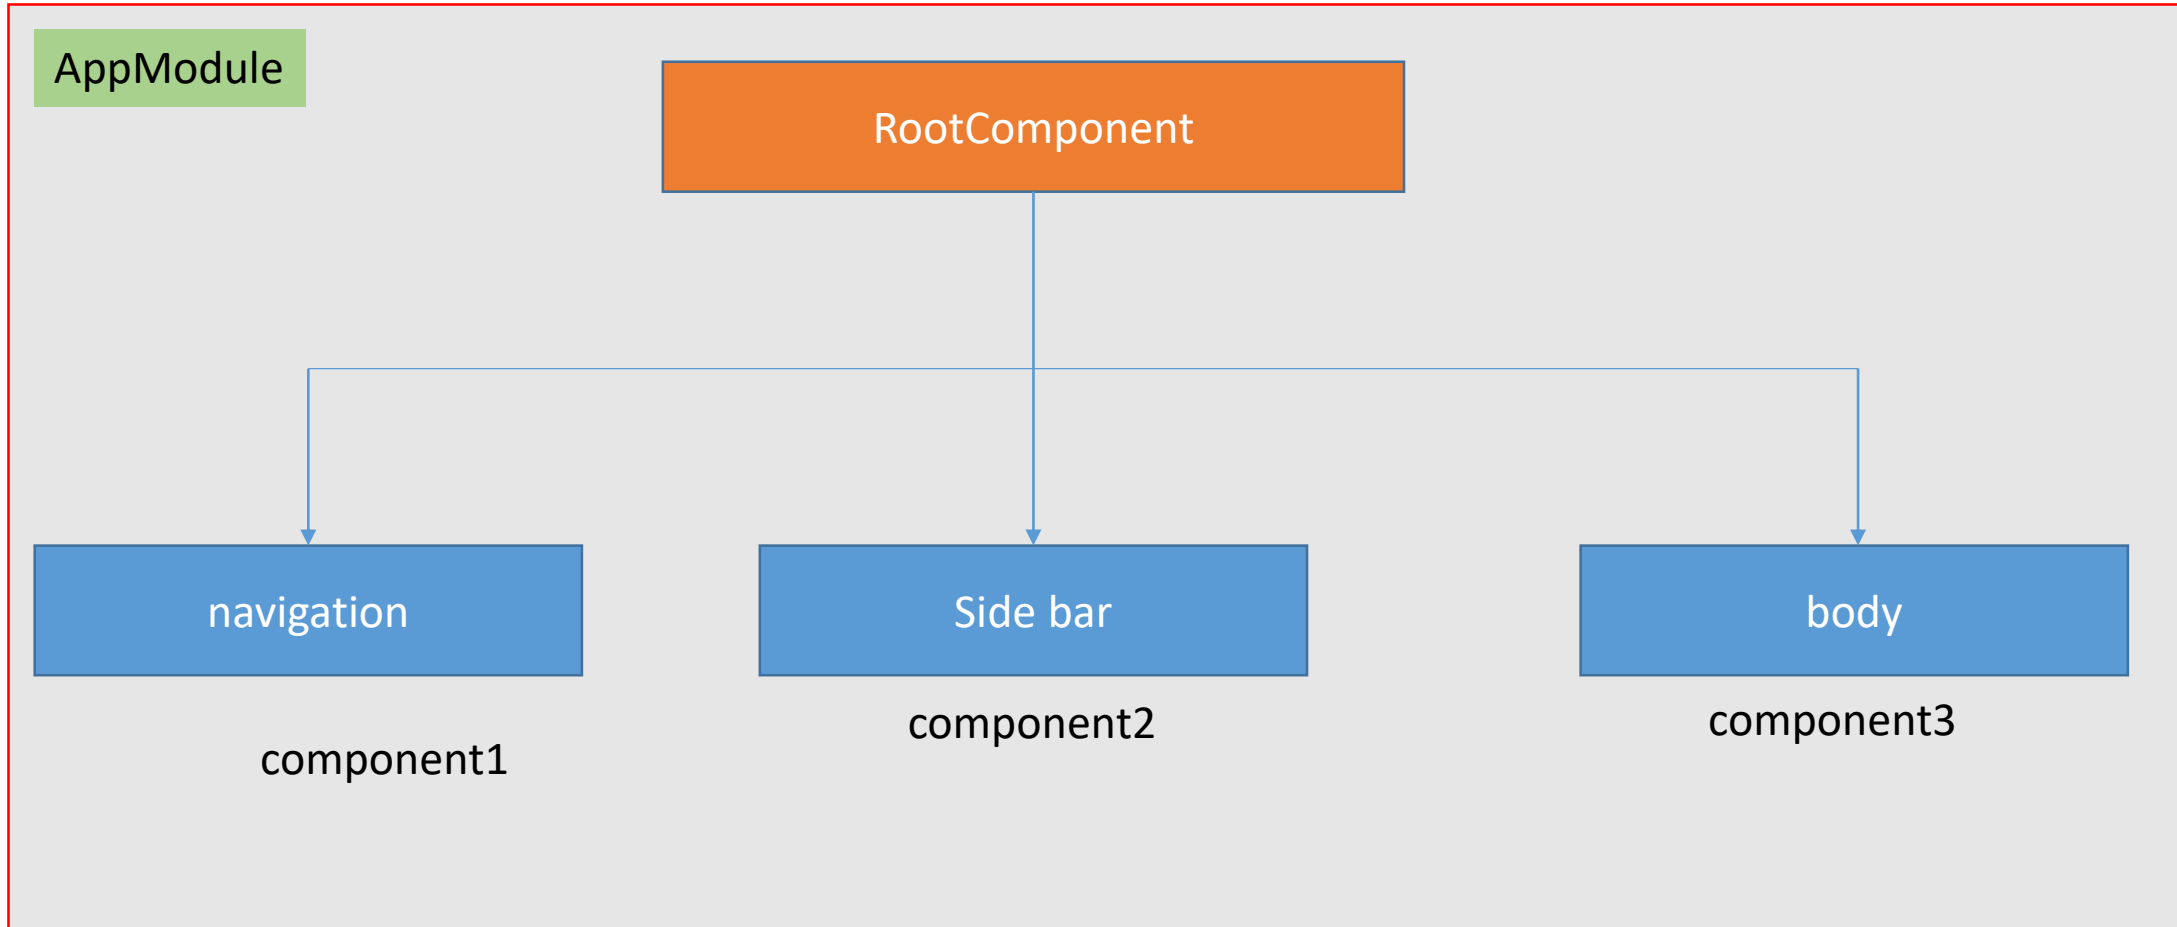 AppModule
RootComponent
navigation
Side bar
body
component1
component2
component3